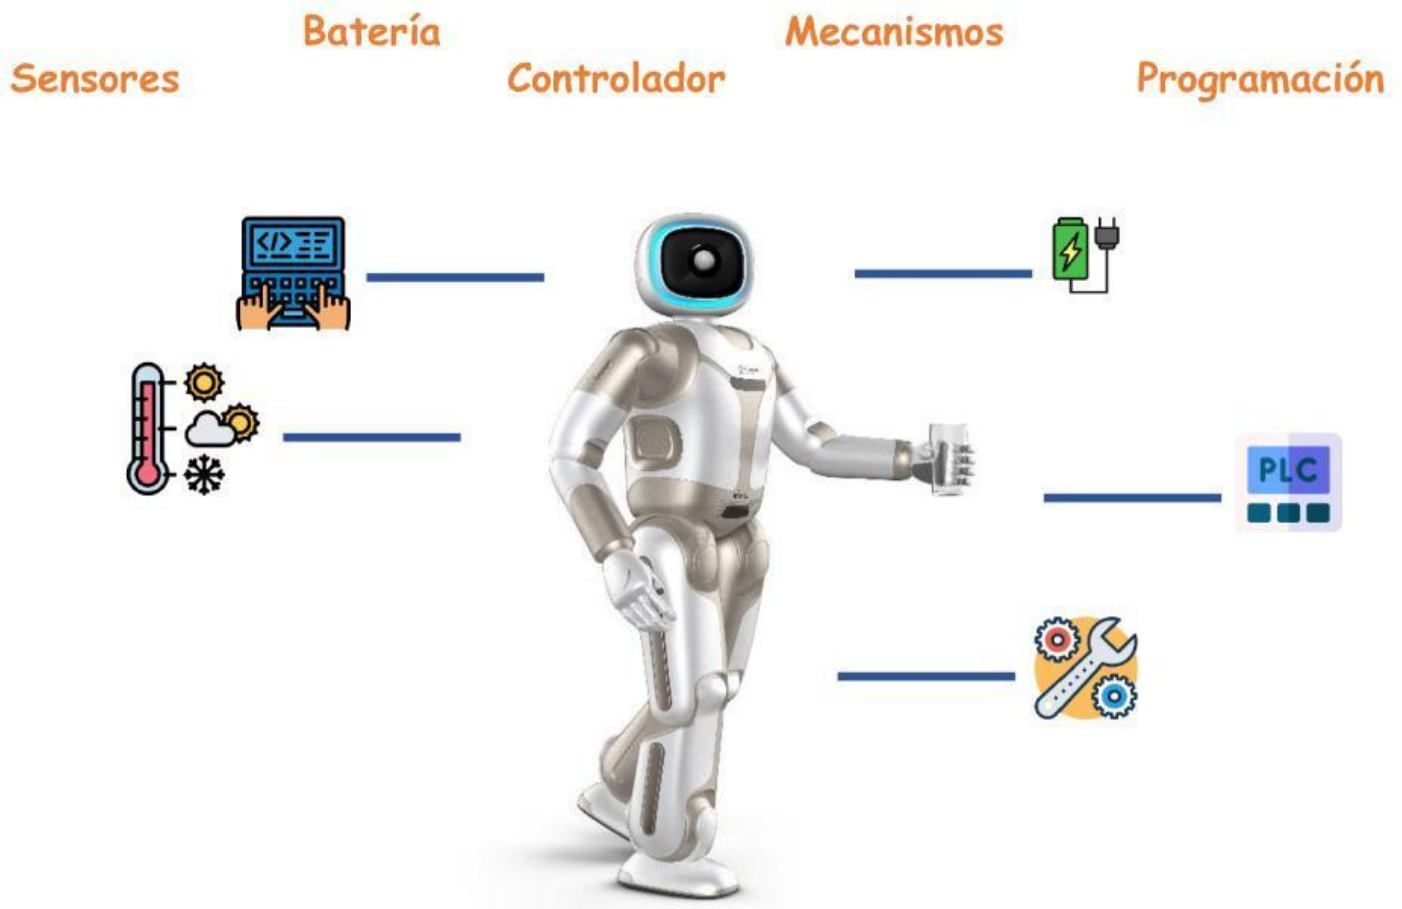 Batería
Mecanismos
Sensores
Controlador
Programación
</>
PLC